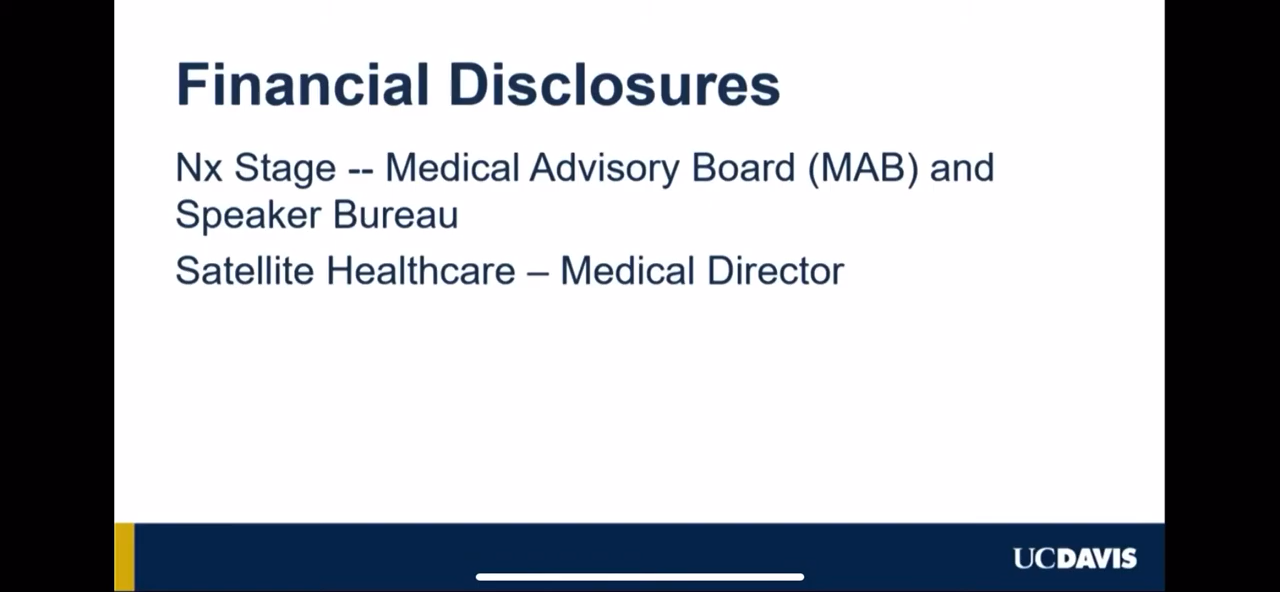 Financial Disclosures
Nx Stage -- Medical Advisory Board (MAB) and
Speaker Bureau
Satellite Healthcare – Medical Director
UCDAVIS